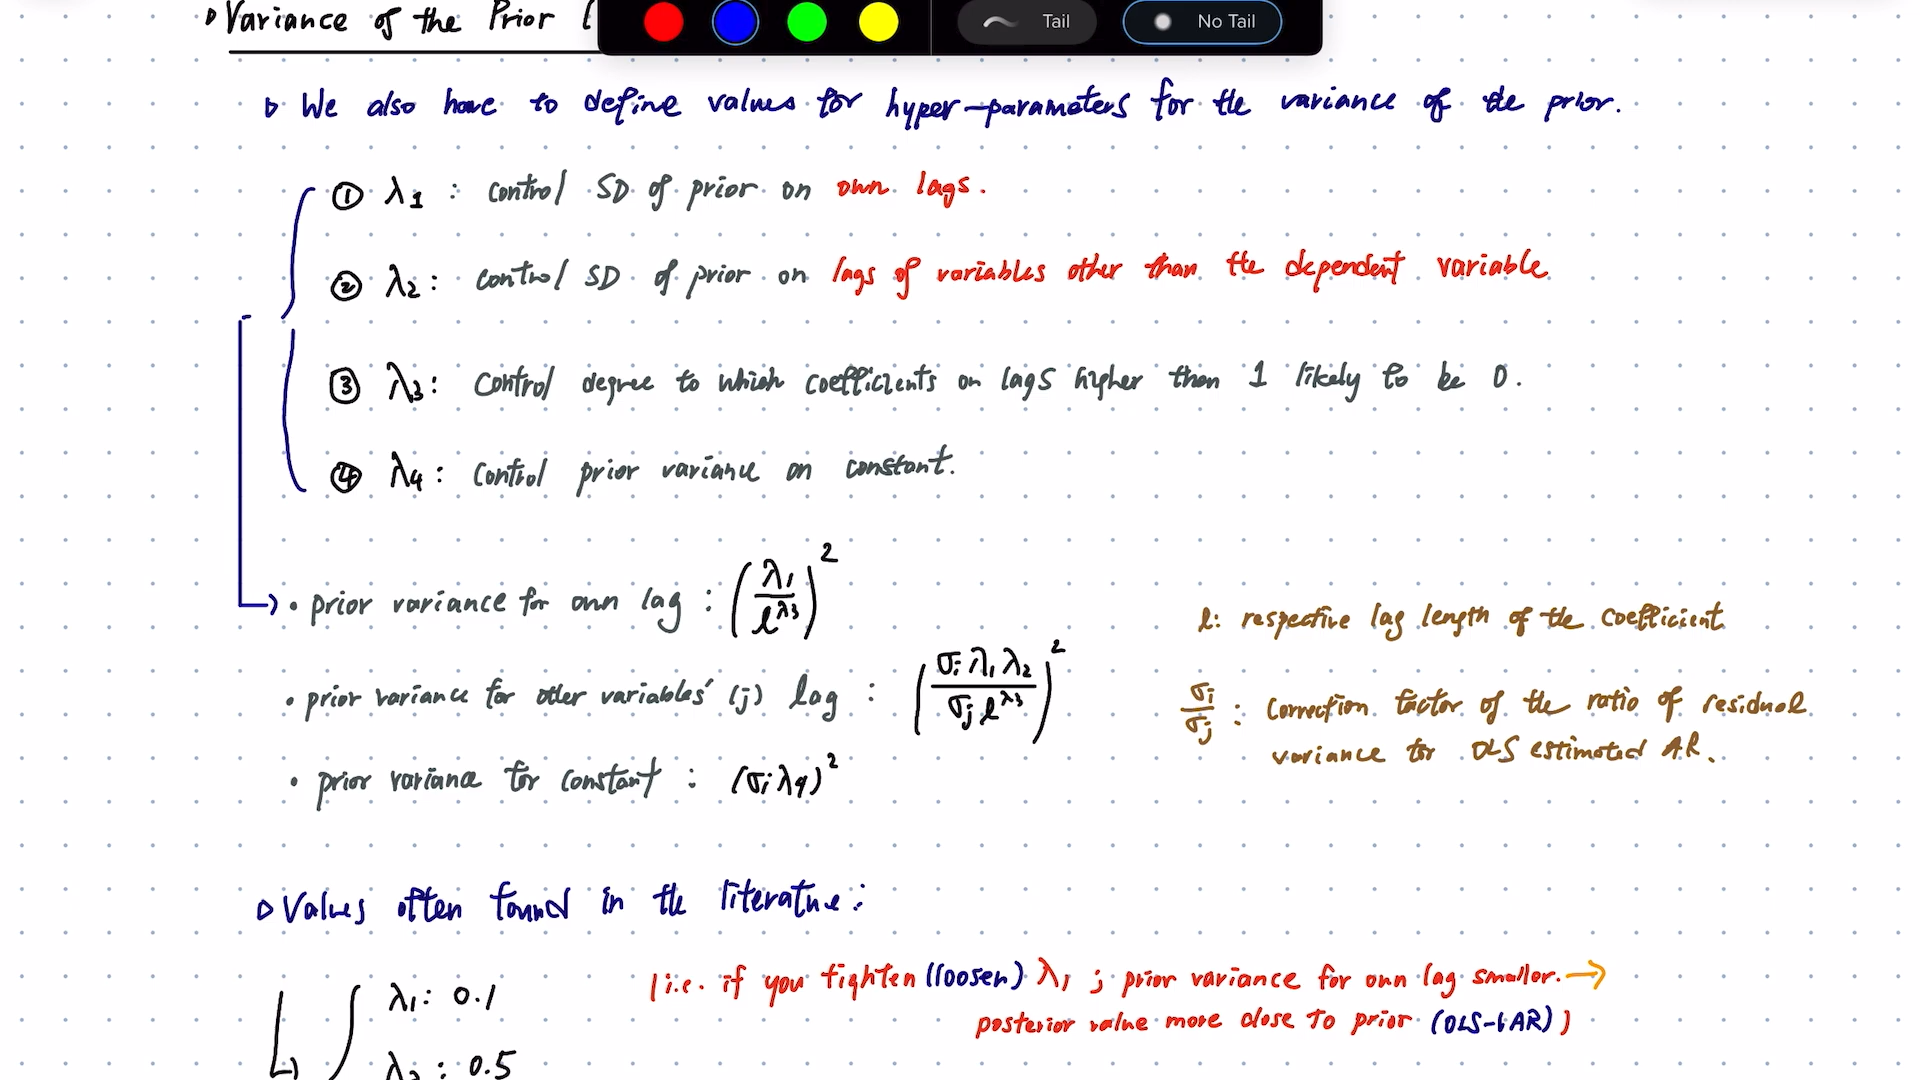 ▹Variance of the Prior (
Tail
No Tail
▹ We also have to define values for hyper-parameters for the variance of the prior.
① λ1 : control SD of prior on own lags.
② λ2 : control SD of prior on lags of variables other than the dependent variable
③ λ3 : control degree to which coefficients on lags higher than 1 likely to be 0.
④ λ4 : control prior variance on constant.
• prior variance for own lag : (λ1 / l^λ3)^2
l: respective lag length of the coefficient
• prior variance for other variables' (j) lag : (σi λ1 λ2 / σj l^λ3)^2
σi/σj : correction factor of the ratio of residual
variance for OLS estimated AR.
• prior variance for constant : (σi λ4)^2
▹ Values often found in the literature:
λ1: 0.1
(i.e. if you tighten (loosen) λ1 ; prior variance for own lag smaller. →
posterior value more close to prior (OLS-VAR) )
λ2 : 0.5